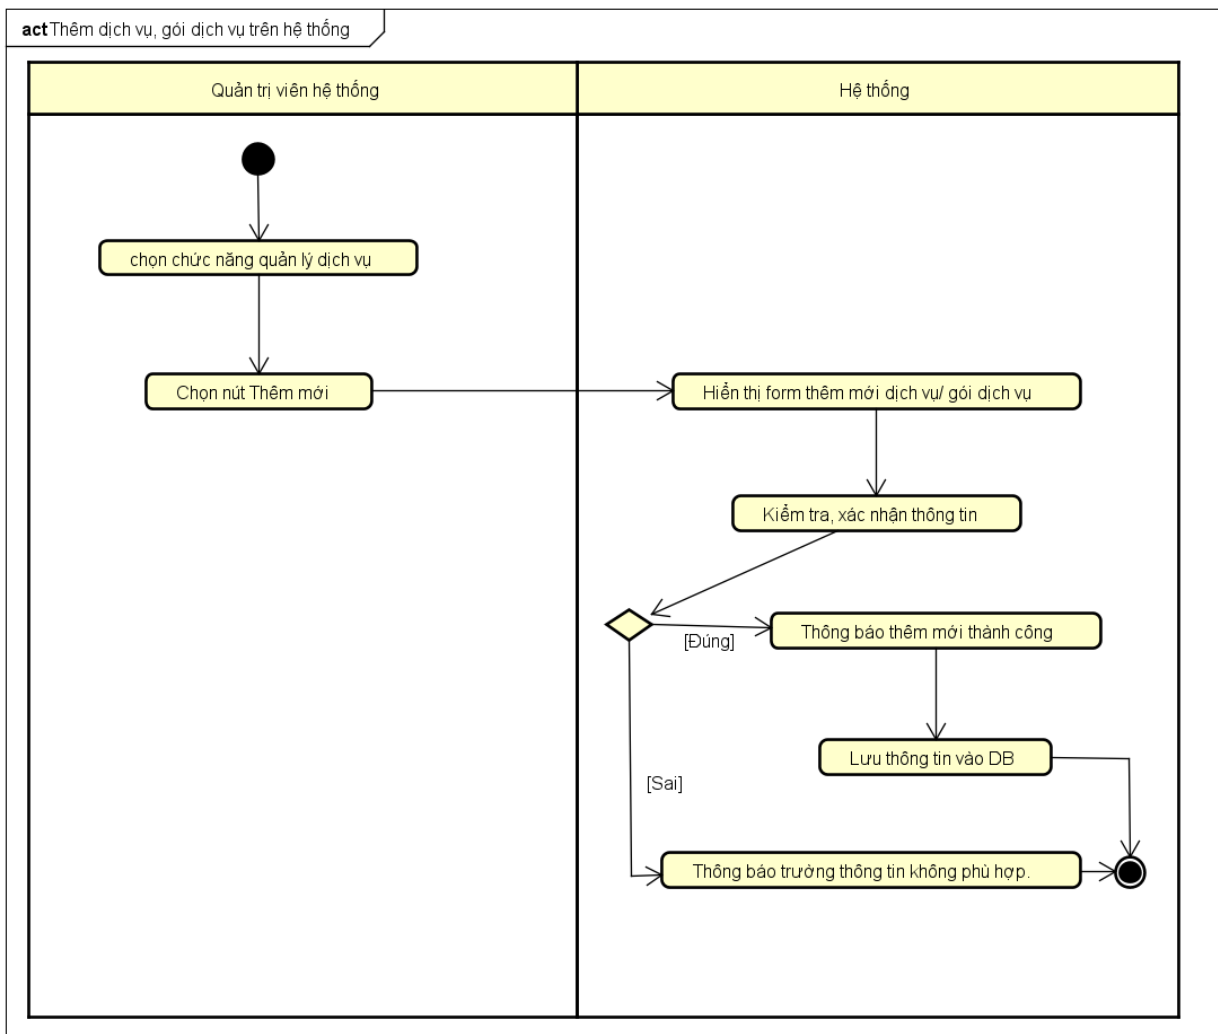 act Thêm dịch vụ, gói dịch vụ trên hệ thống
Quản trị viên hệ thống
Hệ thống
chọn chức năng quản lý dịch vụ
Chọn nút Thêm mới
Hiển thị form thêm mới dịch vụ/ gói dịch vụ
Kiểm tra, xác nhận thông tin
[Đúng]
Thông báo thêm mới thành công
Lưu thông tin vào DB
[Sai]
Thông báo trường thông tin không phù hợp.